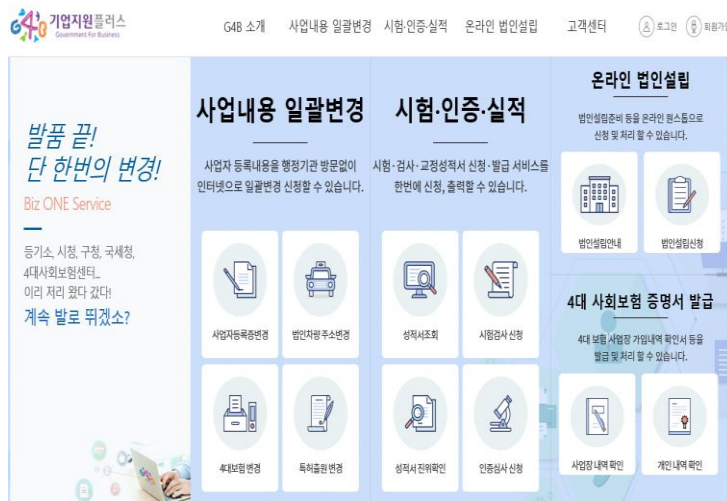 G4B 기업지원플러스
Government For Business
G4B 소개 사업내용 일괄변경 시험·인증·실적 온라인 법인설립 고객센터 로그인 회원가입
발품 끝!
단 한번의 변경!
Biz ONE Service
등기소, 시청, 구청, 국세청,
4대사회보험센터...
이리 저리 왔다 갔다!
계속 발로 뛰겠소?
사업내용 일괄변경
사업자 등록내용을 행정기관 방문없이
인터넷으로 일괄변경 신청할 수 있습니다.
사업자등록증변경 법인차량 주소변경
4대보험 변경 특허출원 변경
시험·인증·실적
시험·검사·교정성적서 신청·발급 서비스를
한번에 신청, 출력할 수 있습니다.
성적서조회 시험검사 신청
성적서 진위확인 인증심사 신청
온라인 법인설립
법인설립준비 등을 온라인 원스톱으로
신청 및 처리 할 수 있습니다.
법인설립안내 법인설립신청
4대 사회보험 증명서 발급
4대 보험 사업장 가입내역 확인서 등을
발급 및 처리 할 수 있습니다.
사업장 내역 확인 개인 내역 확인
G4B